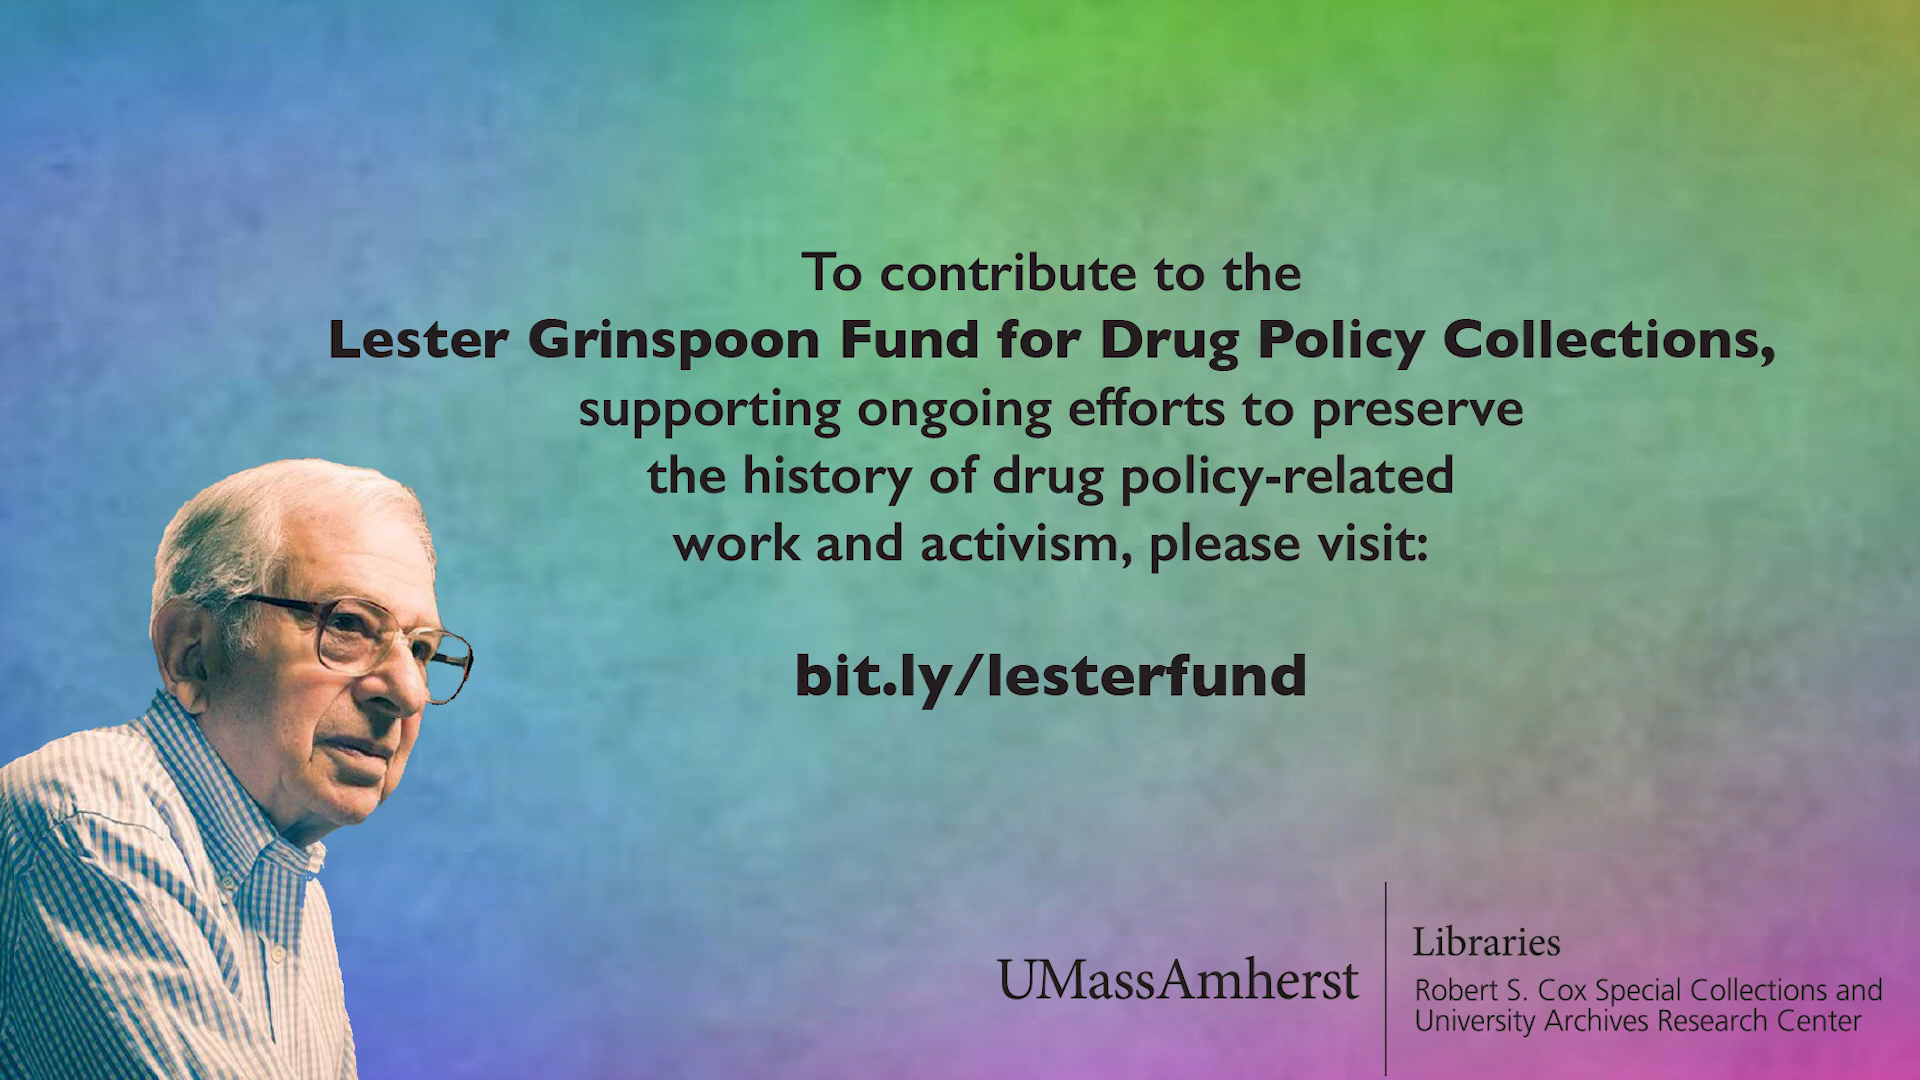 To contribute to the
Lester Grinspoon Fund for Drug Policy Collections,
supporting ongoing efforts to preserve
the history of drug policy-related
work and activism, please visit:
bit.ly/lesterfund
UMassAmherst
Libraries
Robert S. Cox Special Collections and
University Archives Research Center